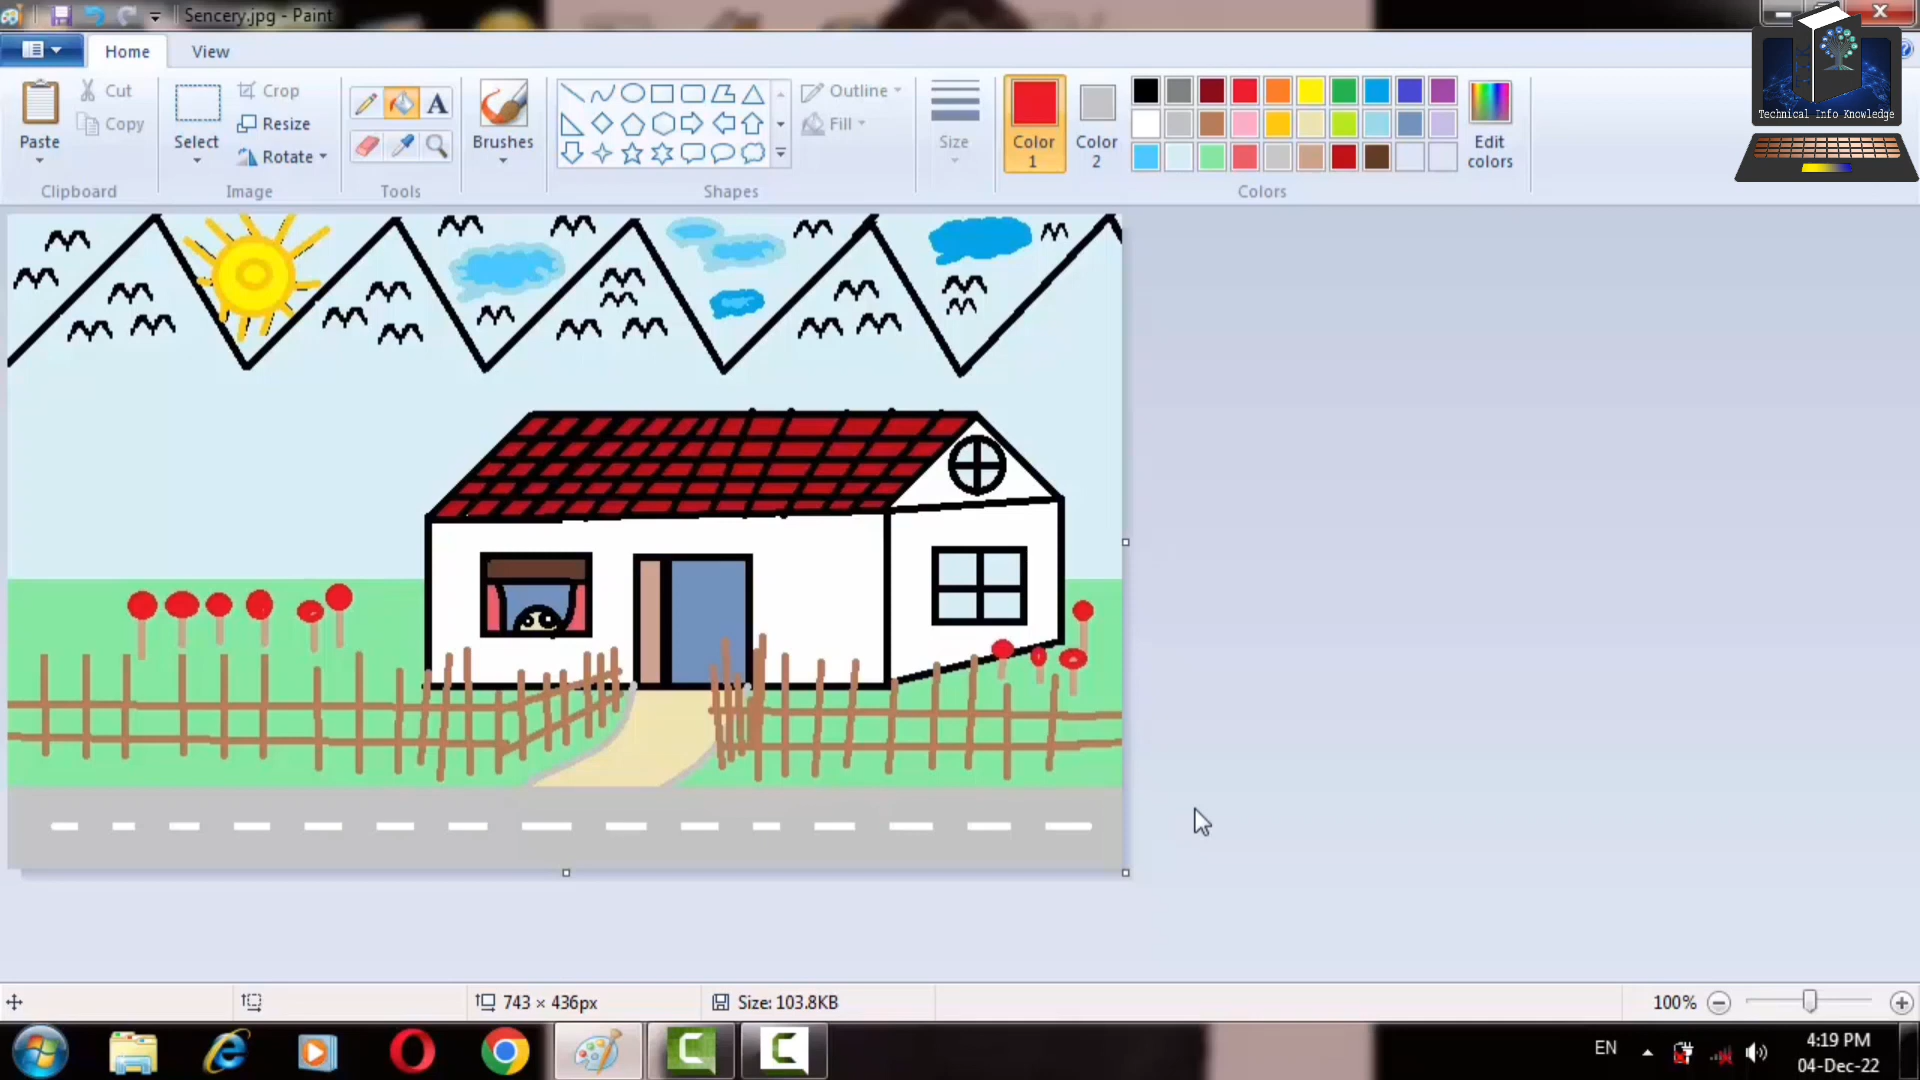 Sencery.jpg - Paint
Home
View
Paste
Cut
Copy
Clipboard
Select
Crop
Resize
Rotate
Image
A
Tools
Brushes
Outline
Fill
Shapes
Size
Color 1
Color 2
Edit colors
Colors
Technical Info Knowledge
743 × 436px
Size: 103.8KB
100%
EN
4:19 PM
04-Dec-22